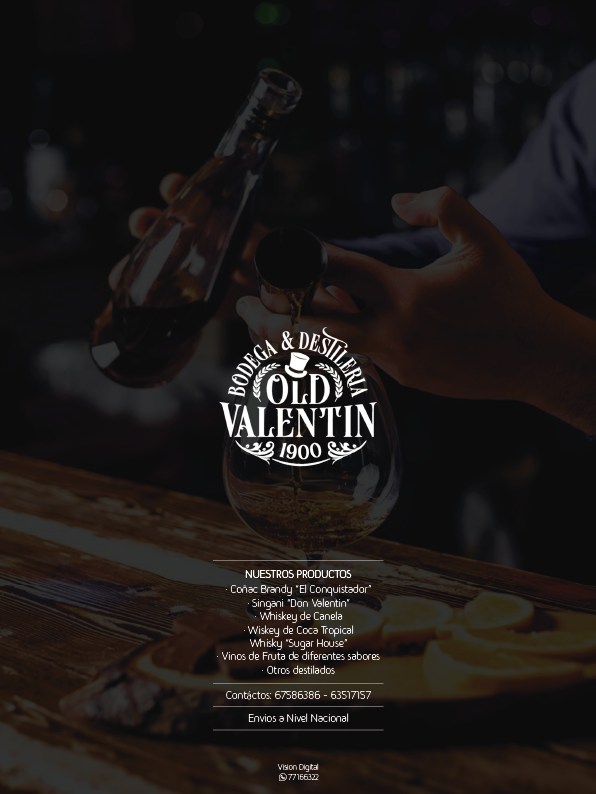 BODEGA & DESTILERIA
OLD
VALENTIN
1900
NUESTROS PRODUCTOS
· Coñac Brandy "El Conquistador"
· Singani "Don Valentin"
· Whiskey de Canela
· Wiskey de Coca Tropical
Whisky "Sugar House"
· Vinos de Fruta de diferentes sabores
· Otros destilados
Contáctos: 67586386 - 63517157
Envios a Nivel Nacional
Vision Digital
77166322